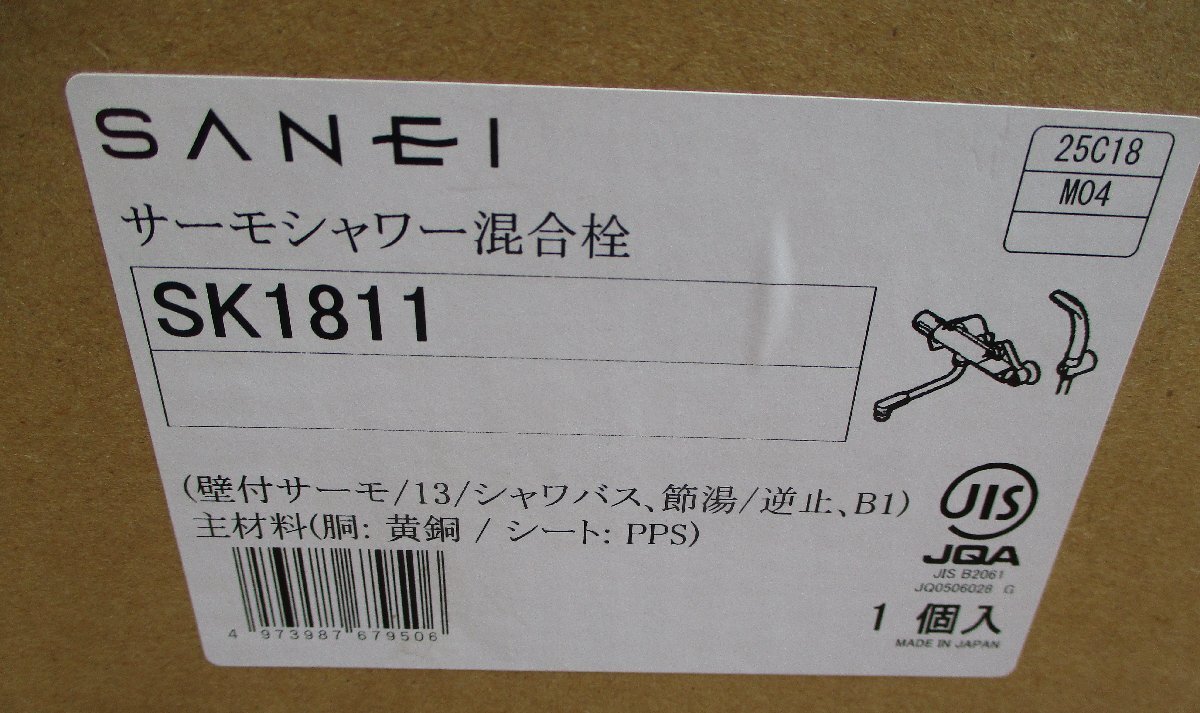 SANEI
25C18
M04
サーモシャワー混合栓
SK1811
(壁付サーモ/13/シャワバス、節湯/逆止、B1)
主材料(胴: 黄銅 / シート: PPS)
JIS
JQA
JIS B2061
JQ0506028 G
4 973987 679506
1 個入
MADE IN JAPAN